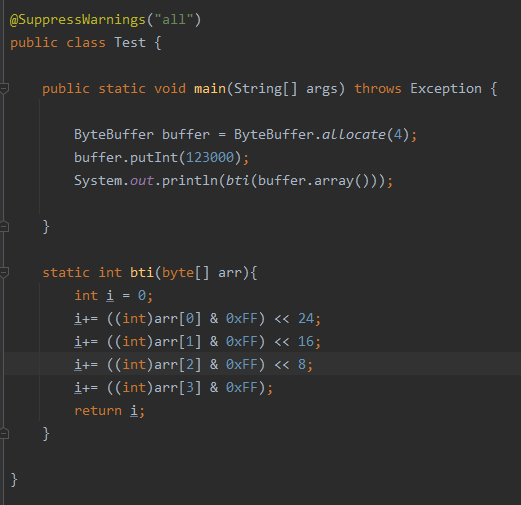 @SuppressWarnings("all")
public class Test {
public static void main(String[] args) throws Exception {
ByteBuffer buffer = ByteBuffer.allocate(4);
buffer.putInt(123000);
System.out.println(bti(buffer.array()));
}
static int bti(byte[] arr){
int i = 0;
i+= ((int)arr[0] & 0xFF) << 24;
i+= ((int)arr[1] & 0xFF) << 16;
i+= ((int)arr[2] & 0xFF) << 8;
i+= ((int)arr[3] & 0xFF);
return i;
}
}